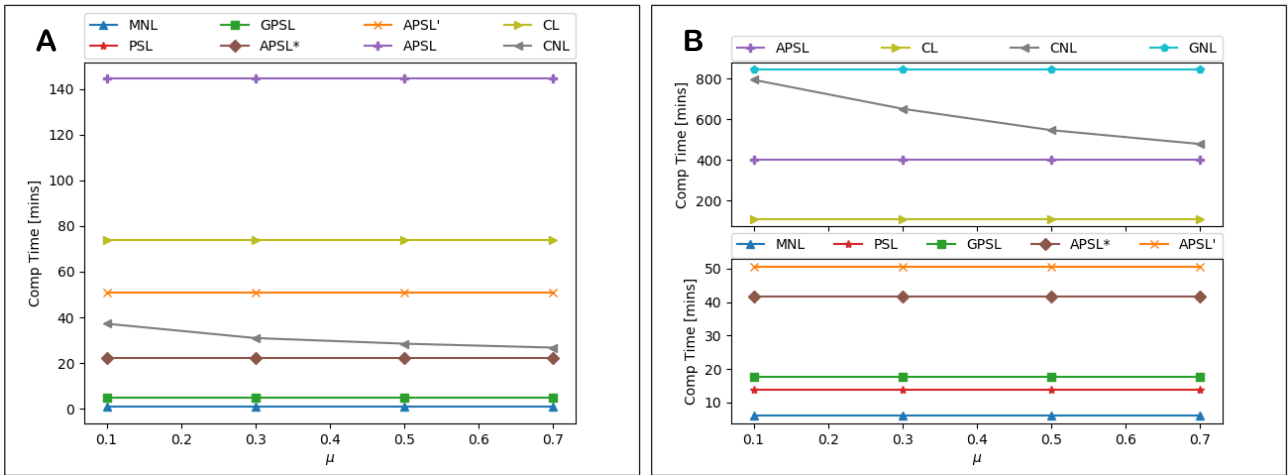 A
MNL GPSL APSL' CL
PSL APSL* APSL CNL
Comp Time [mins]
140
120
100
80
60
40
20
0
0.1 0.2 0.3 0.4 0.5 0.6 0.7
μ
B
APSL CL CNL GNL
Comp Time [mins]
800
600
400
200
MNL PSL GPSL APSL* APSL'
Comp Time [mins]
50
40
30
20
10
0.1 0.2 0.3 0.4 0.5 0.6 0.7
μ